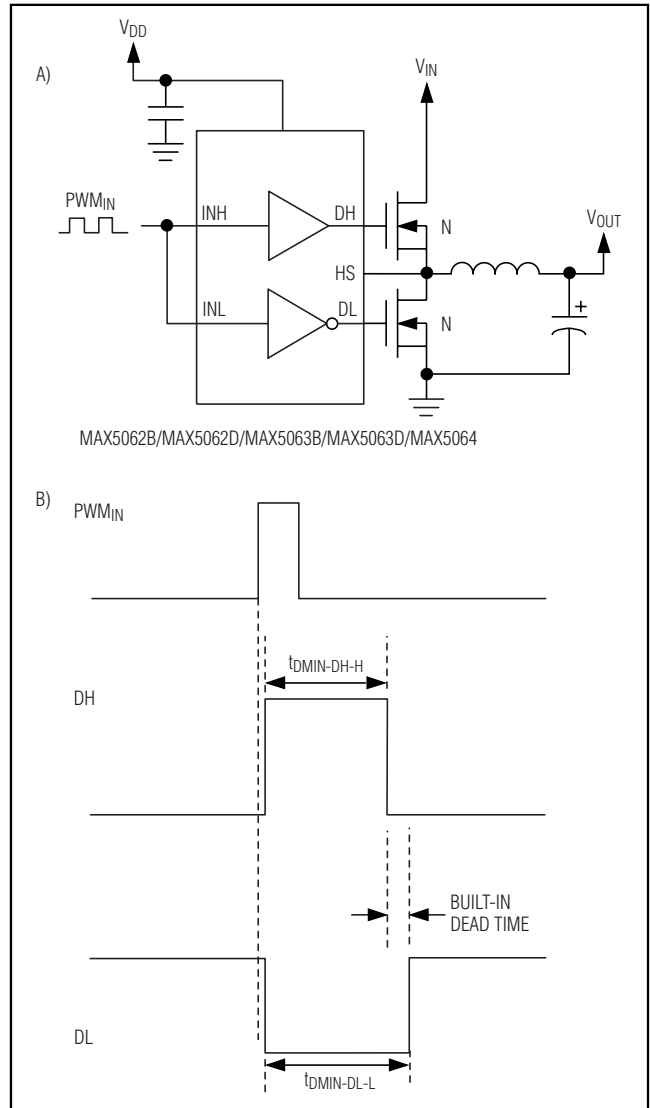 A)
VDD
VIN
PWMIN
INH
DH
N
VOUT
HS
+
INL
DL
N
MAX5062B/MAX5062D/MAX5063B/MAX5063D/MAX5064
B)
PWMIN
tDMIN-DH-H
DH
BUILT-IN
DEAD TIME
DL
tDMIN-DL-L